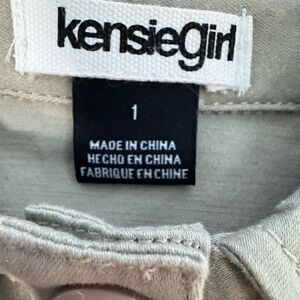 kensiegirl
1
MADE IN CHINA
HECHO EN CHINA
FABRIQUE EN CHINE